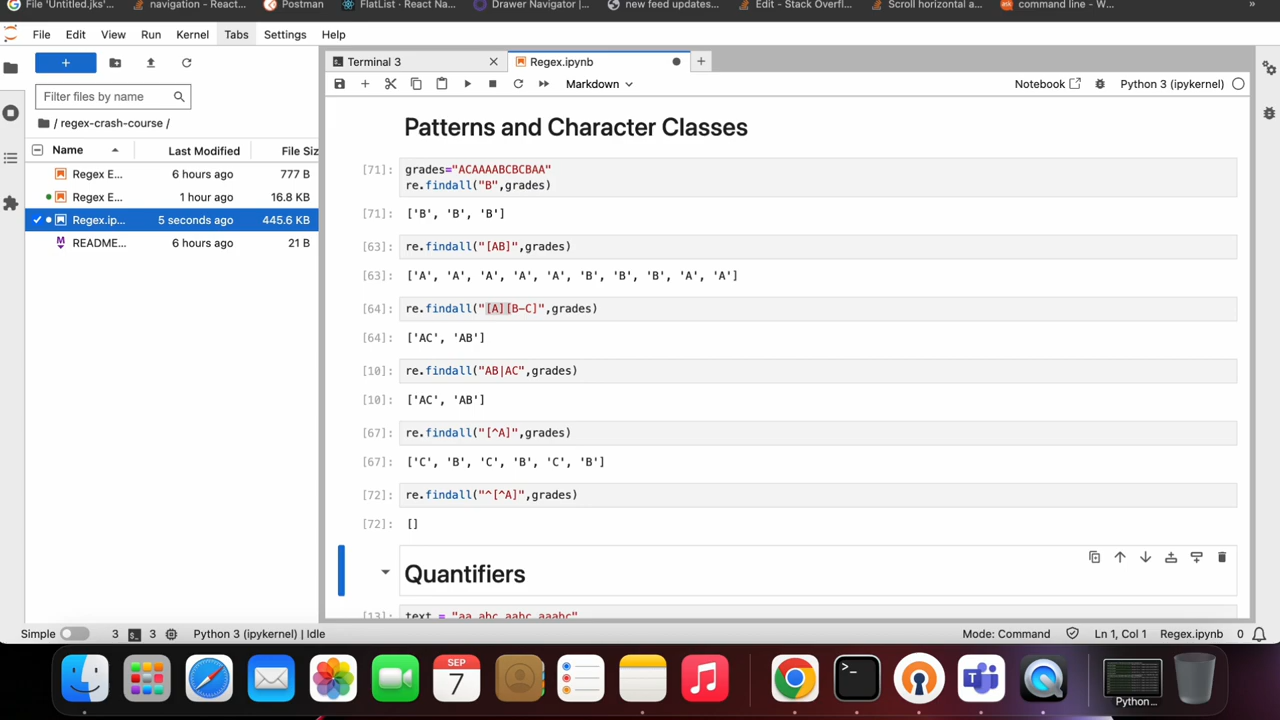 File 'Untitled.jks'...
navigation - React...
Postman
FlatList · React Na...
Drawer Navigator |...
new feed updates...
Edit - Stack Overfl...
Scroll horizontal a...
command line - W...
»
File Edit View Run Kernel Tabs Settings Help
Terminal 3
Regex.ipynb
Filter files by name
Markdown
Notebook
Python 3 (ipykernel)
/ regex-crash-course /
Name Last Modified File Siz
Regex E... 6 hours ago 777 B
Regex E... 1 hour ago 16.8 KB
Regex.ip... 5 seconds ago 445.6 KB
README... 6 hours ago 21 B
Patterns and Character Classes
[71]: grades="ACAAAABCBCBAA"
re.findall("B",grades)
[71]: ['B', 'B', 'B']
[63]: re.findall("[AB]",grades)
[63]: ['A', 'A', 'A', 'A', 'A', 'B', 'B', 'B', 'A', 'A']
[64]: re.findall("[A][B-C]",grades)
[64]: ['AC', 'AB']
[10]: re.findall("AB|AC",grades)
[10]: ['AC', 'AB']
[67]: re.findall("[^A]",grades)
[67]: ['C', 'B', 'C', 'B', 'C', 'B']
[72]: re.findall("^[^A]",grades)
[72]: []
Quantifiers
[13]: text = "aa abc aabc aaabc"
Simple 3 3 Python 3 (ipykernel) | Idle
Mode: Command Ln 1, Col 1 Regex.ipynb 0
SEP
7
Python...